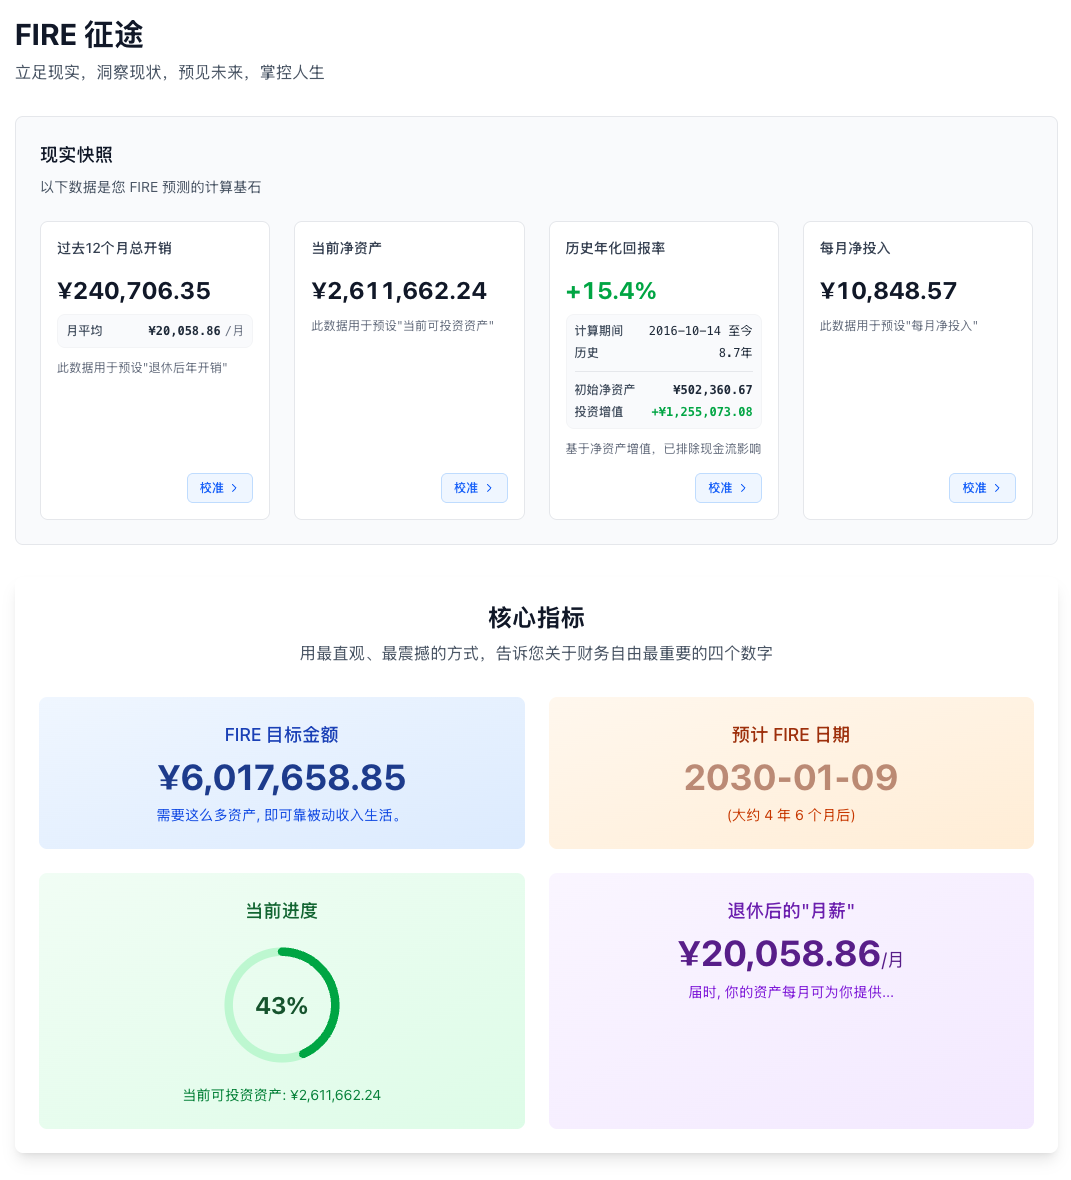 FIRE 征途
立足现实，洞察现状，预见未来，掌控人生
现实快照
以下数据是您 FIRE 预测的计算基石
过去12个月总开销
¥240,706.35
月平均 ¥20,058.86 /月
此数据用于预设"退休后年开销"
校准
当前净资产
¥2,611,662.24
此数据用于预设"当前可投资资产"
校准
历史年化回报率
+15.4%
计算期间 2016-10-14 至今
历史 8.7年
初始净资产 ¥502,360.67
投资增值 +¥1,255,073.08
基于净资产增值，已排除现金流影响
校准
每月净投入
¥10,848.57
此数据用于预设"每月净投入"
校准
核心指标
用最直观、最震撼的方式，告诉您关于财务自由最重要的四个数字
FIRE 目标金额
¥6,017,658.85
需要这么多资产, 即可靠被动收入生活。
预计 FIRE 日期
2030-01-09
(大约 4 年 6 个月后)
当前进度
43%
当前可投资资产: ¥2,611,662.24
退休后的"月薪"
¥20,058.86/月
届时, 你的资产每月可为你提供...